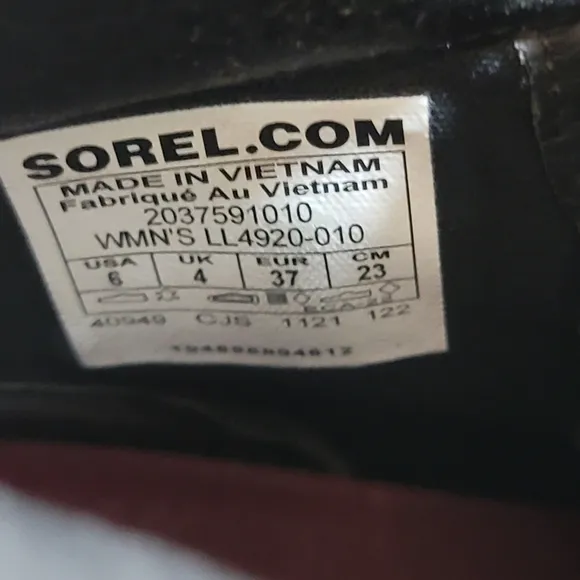 SOREL.COM
MADE IN VIETNAM
Fabriqué Au Vietnam
2037591010
WMN'S LL4920-010
USA UK EUR CM
6 4 37 23
40949 CJS 1121 122